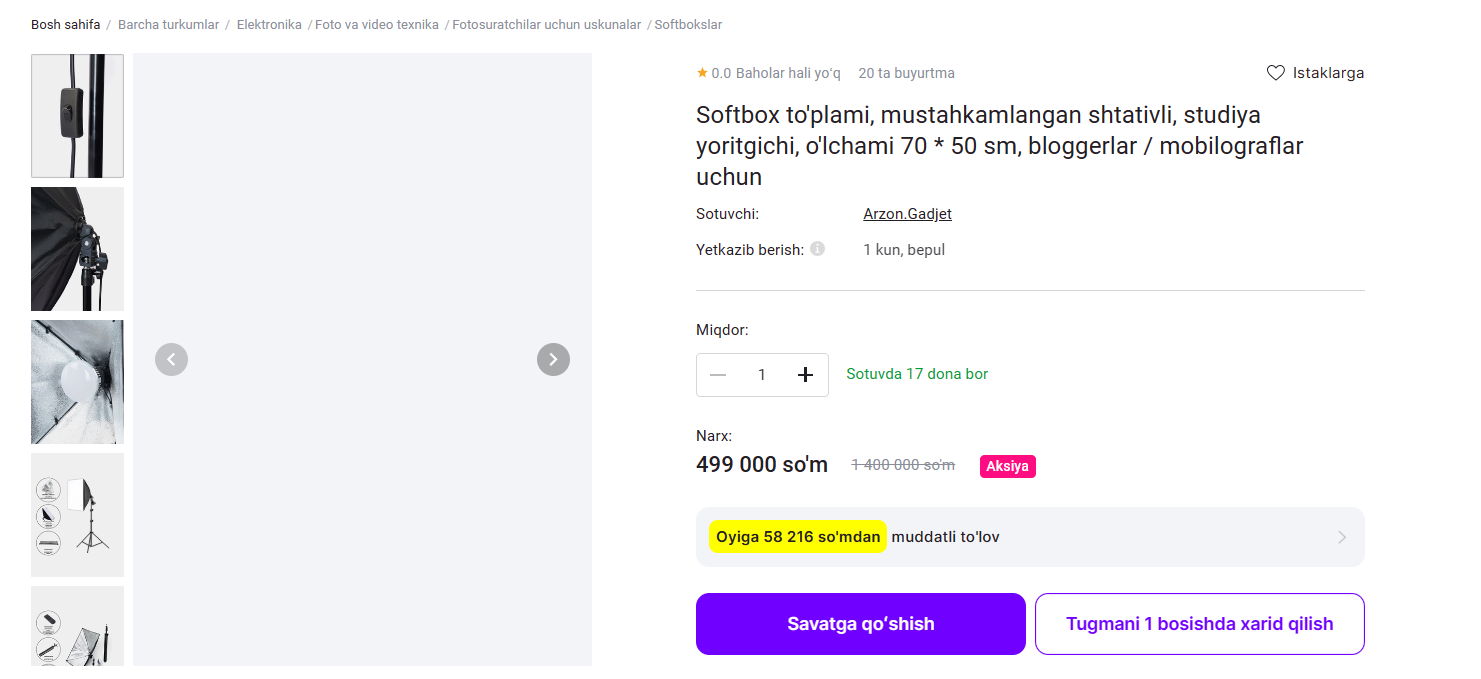 Bosh sahifa / Barcha turkumlar / Elektronika / Foto va video texnika / Fotosuratchilar uchun uskunalar / Softbokslar
0.0 Baholar hali yoʻq 20 ta buyurtma
Istaklarga
Softbox to'plami, mustahkamlangan shtativli, studiya
yoritgichi, o'lchami 70 * 50 sm, bloggerlar / mobilograflar
uchun
Sotuvchi: Arzon.Gadjet
Yetkazib berish: 1 kun, bepul
Miqdor:
1 Sotuvda 17 dona bor
Narx:
499 000 so'm 1 400 000 so'm Aksiya
Oyiga 58 216 so'mdan muddatli to'lov
Savatga qoʻshish Tugmani 1 bosishda xarid qilish